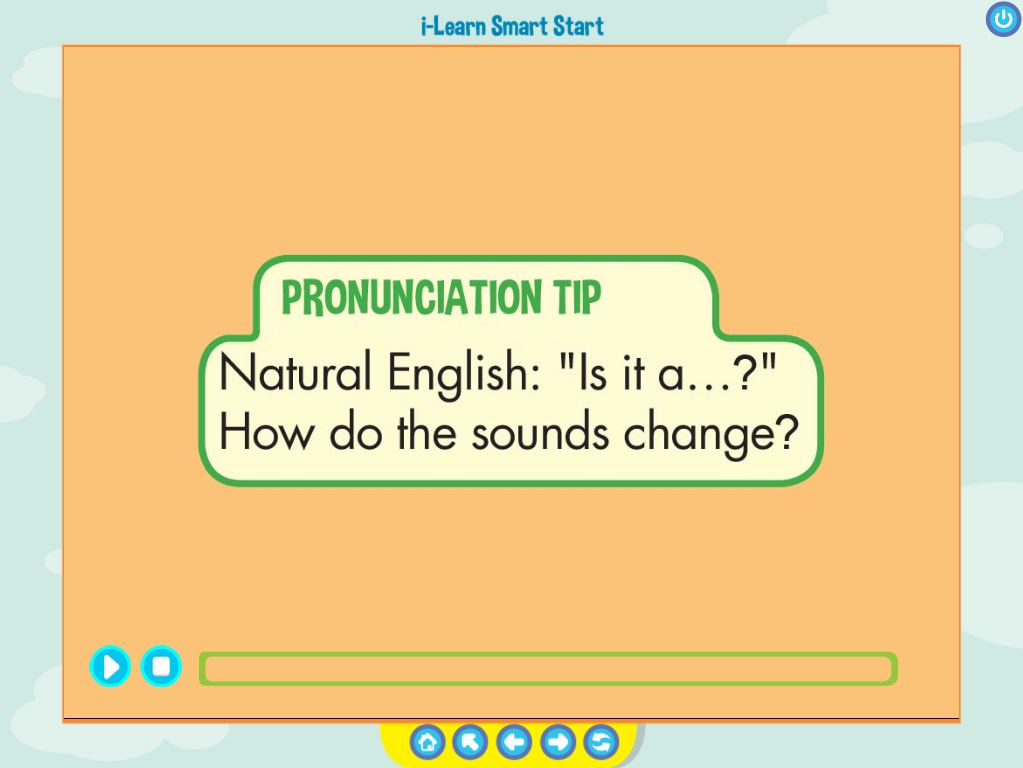 i-Learn Smart Start
PRONUNCIATION TIP
Natural English: "Is it a...?"
How do the sounds change?